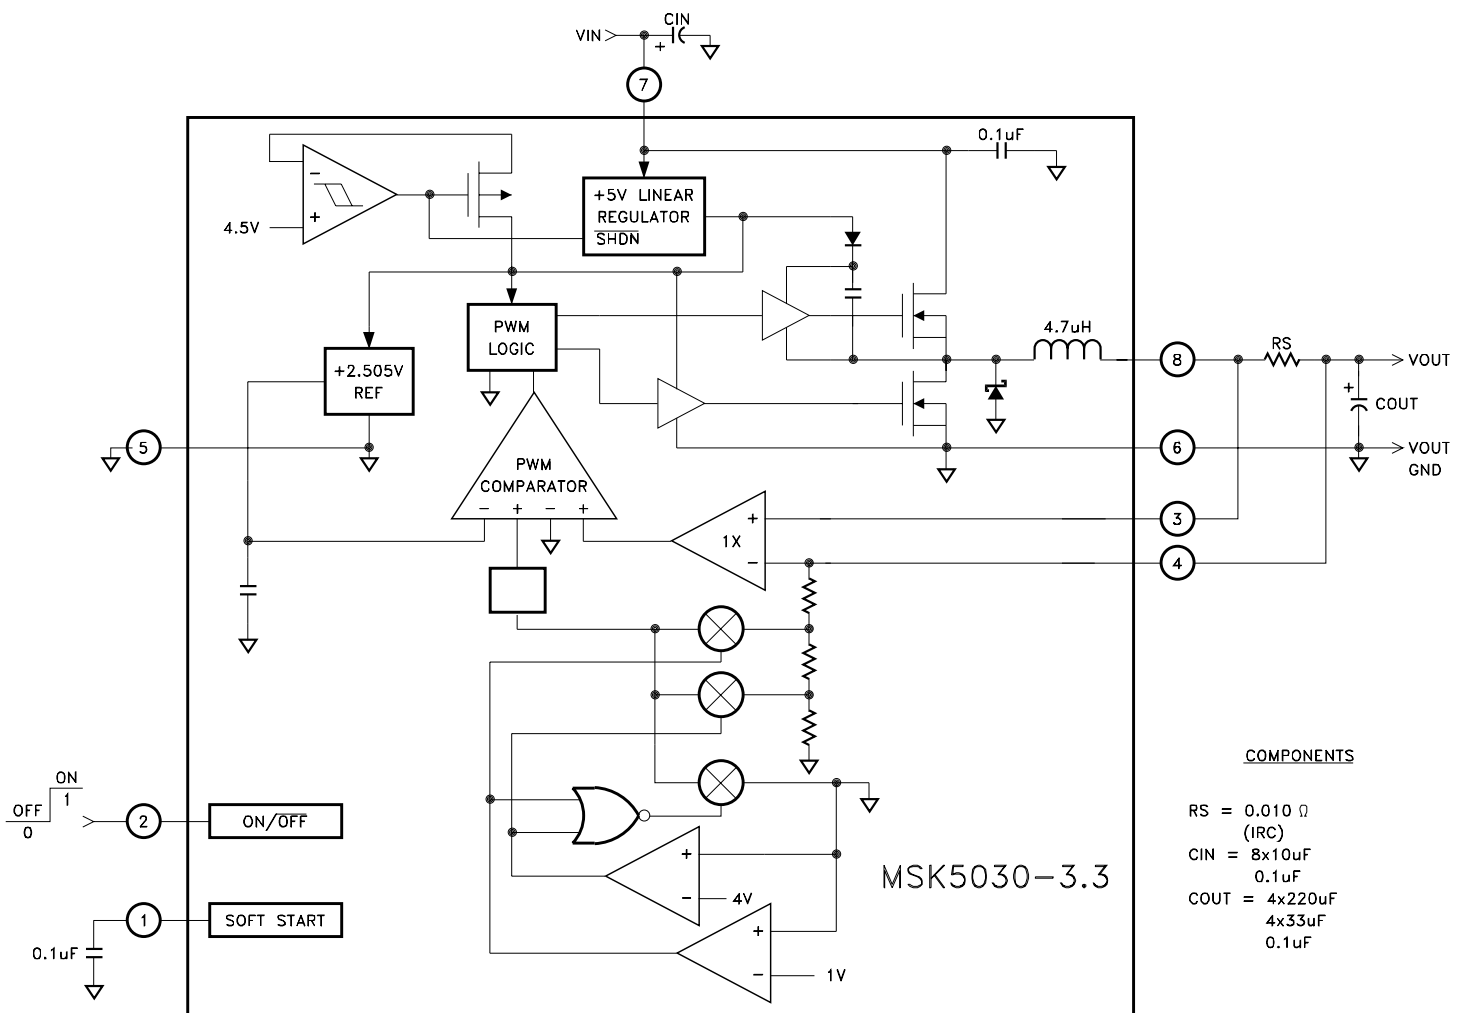 CIN
VIN
+
7
0.1uF
−
+
4.5V
+5V LINEAR
REGULATOR
SHDN
PWM
LOGIC
4.7uH
8
RS
VOUT
+
COUT
+2.505V
REF
5
6
VOUT
GND
PWM
COMPARATOR
− + − +
+
1X
−
3
4
ON
1
OFF
0
2
ON/OFF
+
−
4V
MSK5030-3.3
1
SOFT START
0.1uF
+
−
1V
COMPONENTS
RS = 0.010 Ω
(IRC)
CIN = 8x10uF
0.1uF
COUT = 4x220uF
4x33uF
0.1uF